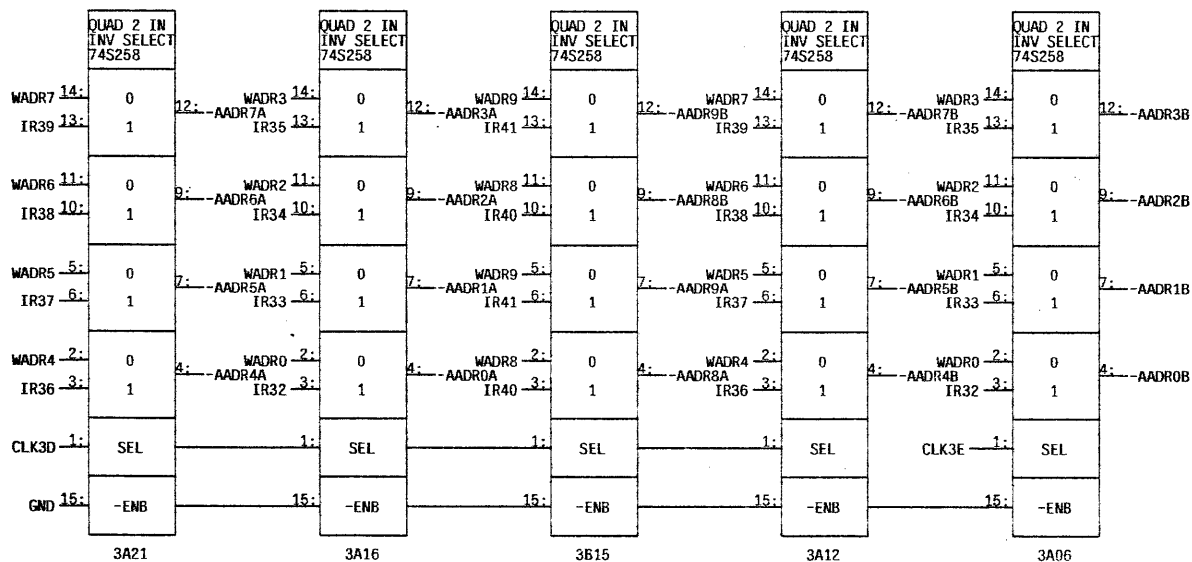 QUAD 2 IN QUAD 2 IN QUAD 2 IN QUAD 2 IN QUAD 2 IN
INV SELECT INV SELECT INV SELECT INV SELECT INV SELECT
74S258 74S258 74S258 74S258 74S258
WADR7 14: 0 WADR3 14: 0 WADR9 14: 0 WADR7 14: 0 WADR3 14: 0
12: -AADR7A 12: -AADR3A 12: -AADR9B 12: -AADR7B 12: -AADR3B
IR39 13: 1 IR35 13: 1 IR41 13: 1 IR39 13: 1 IR35 13: 1
WADR6 11: 0 WADR2 11: 0 WADR8 11: 0 WADR6 11: 0 WADR2 11: 0
9: -AADR6A 9: -AADR2A 9: -AADR8B 9: -AADR6B 9: -AADR2B
IR38 10: 1 IR34 10: 1 IR40 10: 1 IR38 10: 1 IR34 10: 1
WADR5 5: 0 WADR1 5: 0 WADR9 5: 0 WADR5 5: 0 WADR1 5: 0
7: -AADR5A 7: -AADR1A 7: -AADR9A 7: -AADR5B 7: -AADR1B
IR37 6: 1 IR33 6: 1 IR41 6: 1 IR37 6: 1 IR33 6: 1
WADR4 2: 0 WADR0 2: 0 WADR8 2: 0 WADR4 2: 0 WADR0 2: 0
4: -AADR4A 4: -AADR0A 4: -AADR8A 4: -AADR4B 4: -AADR0B
IR36 3: 1 IR32 3: 1 IR40 3: 1 IR36 3: 1 IR32 3: 1
CLK3D 1: SEL 1: SEL 1: SEL 1: SEL CLK3E 1: SEL
GND 15: -ENB 15: -ENB 15: -ENB 15: -ENB 15: -ENB
3A21 3A16 3B15 3A12 3A06